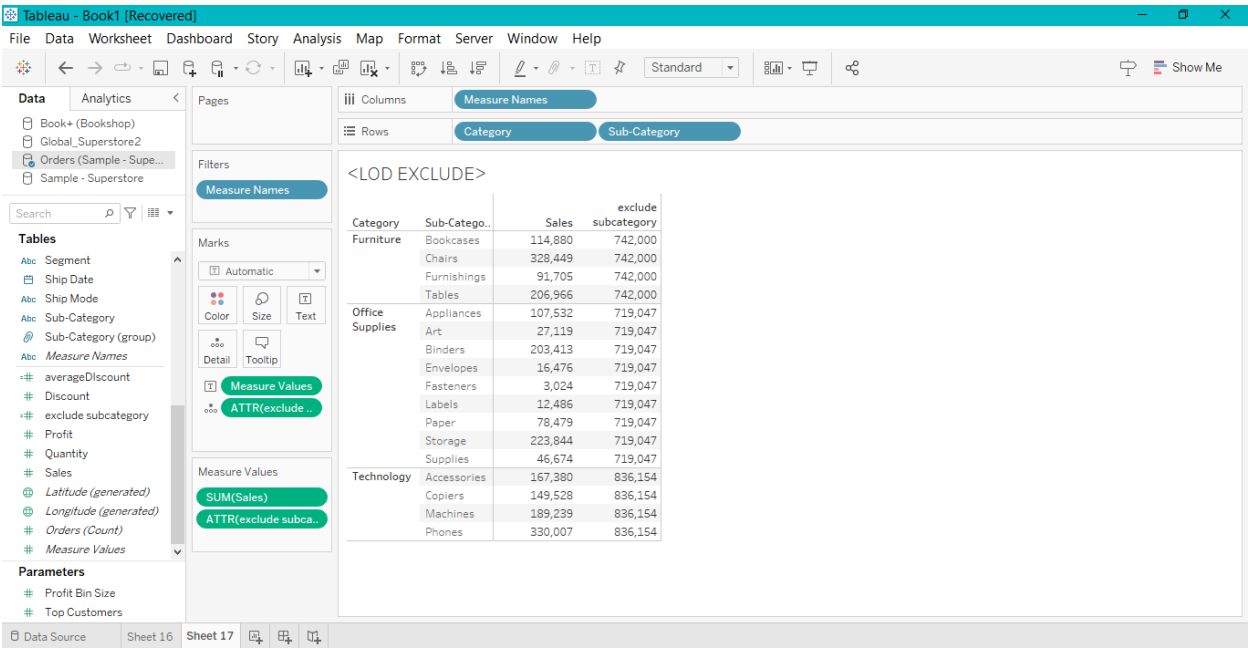 Tableau - Book1 [Recovered]
File Data Worksheet Dashboard Story Analysis Map Format Server Window Help
Standard
Show Me
Data Analytics
Book+ (Bookshop)
Global_Superstore2
Orders (Sample - Supe...
Sample - Superstore
Search
Tables
Abc Segment
Ship Date
Abc Ship Mode
Abc Sub-Category
Sub-Category (group)
Abc Measure Names
=# averageDIscount
# Discount
=# exclude subcategory
# Profit
# Quantity
# Sales
Latitude (generated)
Longitude (generated)
# Orders (Count)
# Measure Values
Parameters
# Profit Bin Size
# Top Customers
Pages
Filters
Measure Names
Marks
T Automatic
Color Size Text
Detail Tooltip
T Measure Values
ATTR(exclude ..
Measure Values
SUM(Sales)
ATTR(exclude subca..
iii Columns Measure Names
Rows Category Sub-Category
<LOD EXCLUDE>
exclude
Category Sub-Catego.. Sales subcategory
Furniture Bookcases 114,880 742,000
Chairs 328,449 742,000
Furnishings 91,705 742,000
Tables 206,966 742,000
Office Appliances 107,532 719,047
Supplies Art 27,119 719,047
Binders 203,413 719,047
Envelopes 16,476 719,047
Fasteners 3,024 719,047
Labels 12,486 719,047
Paper 78,479 719,047
Storage 223,844 719,047
Supplies 46,674 719,047
Technology Accessories 167,380 836,154
Copiers 149,528 836,154
Machines 189,239 836,154
Phones 330,007 836,154
Data Source Sheet 16 Sheet 17